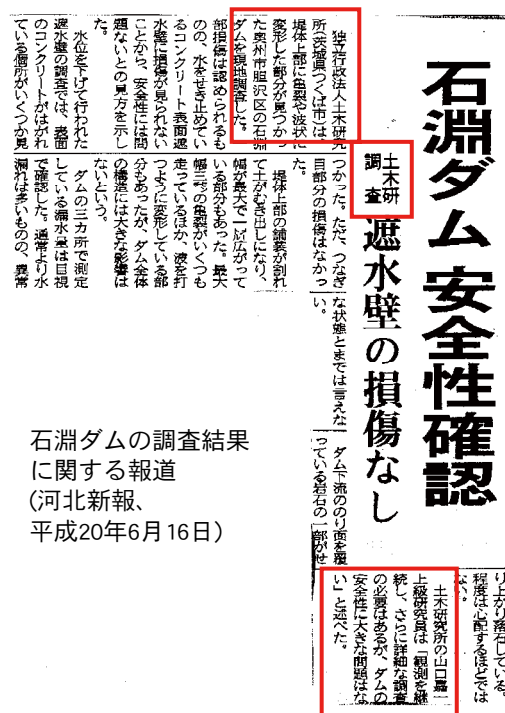 石淵ダム 安全性確認
土木研
調査
遮水壁の損傷なし
独立行政法人土木研究
所(茨城県つくば市)は、
堤体上部に亀裂や波状に
変形した部分が見つかっ
た奥州市胆沢区の石淵
ダムを現地調査した。一
部損傷は認められるも
のの、水をせき止めてい
るコンクリート表面遮
水壁に損傷が見られない
ことから、安全性には問
題ないとの見方を示し
た。
水位を下げて行われた
遮水壁の調査では、表面
のコンクリートがはがれ
ている個所がいくつか見
つかった。ただ、つなぎ
目部分の損傷はなかっ
た。
堤体上部の舗装が割れ
て土がむき出しになり、
幅が最大で一㍍広がって
いる部分もあった。最大
幅三㌢の亀裂がいくつも
走っているほか、波を打
つように変形している部
分もあったが、ダム全体
の構造には大きな影響は
ないという。
ダムの三カ所で測定
している漏水量は目視
で確認した。通常より水
漏れは多いものの、異常
な状態とまでは言えな
い。
ダム下流ののり面を覆
っている岩石の一部がせ
り上がり落石している。
程度は心配するほどでは
ない。
土木研究所の山口嘉一
上級研究員は「観測を継
続し、さらに詳細な調査
の必要はあるが、ダムの
安全性に大きな問題はな
い」と述べた。
石淵ダムの調査結果
に関する報道
(河北新報、
平成20年6月16日)